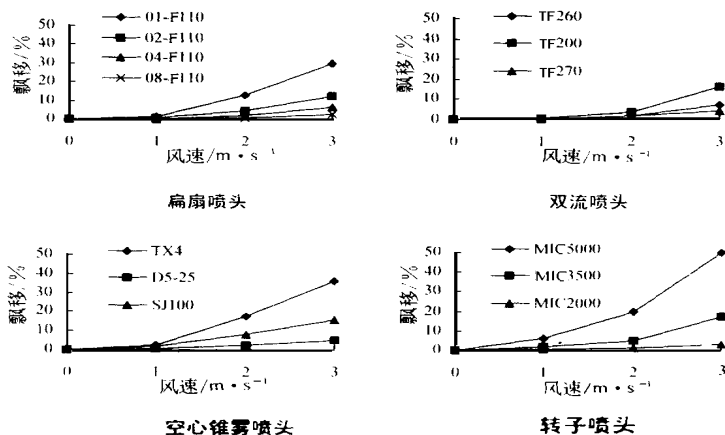 50
40
30
20
10
0
飘移/%
01-F110
02-F110
04-F110
08-F110
0 1 2 3
风速/m·s⁻¹
扁扇喷头
50
40
30
20
10
0
飘移/%
TF260
TF200
TF270
0 1 2 3
风速/m·s⁻¹
双流喷头
50
40
30
20
10
0
飘移/%
TX4
D5-25
SJ100
0 1 2 3
风速/m·s⁻¹
空心锥雾喷头
50
40
30
20
10
0
飘移/%
MIC5000
MIC3500
MIC2000
0 1 2 3
风速/m·s⁻¹
转子喷头